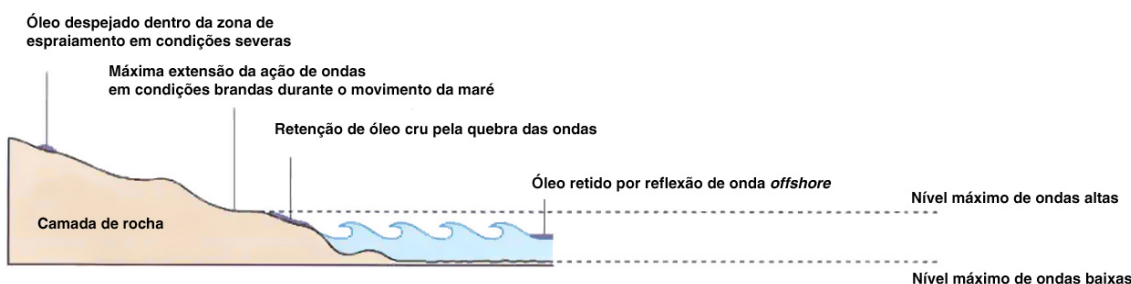 Óleo despejado dentro da zona de
espraiamento em condições severas
Máxima extensão da ação de ondas
em condições brandas durante o movimento da maré
Retenção de óleo cru pela quebra das ondas
Óleo retido por reflexão de onda offshore
Nível máximo de ondas altas
Camada de rocha
Nível máximo de ondas baixas